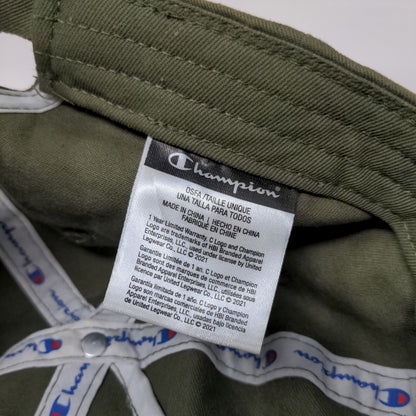 Champion
OSFA/TAILLE UNIQUE
UNA TALLA PARA TODOS
MADE IN CHINA | HECHO EN CHINA
FABRIQUÉ EN CHINE
1 Year Limited Warranty. C Logo and Champion
Logo are trademarks of HBI Branded Apparel
Enterprises, LLC, uses under license by United
Legwear Co., LLC. © 2021
Garantie Limitée de 1 an. C Logo et Champion
Logo sont des marques de commerce de HBI
Branded Apparel Enterprises, LLC, utilisé sous
licence par United Legwear Co., LLC. © 2021
Garantía limitada de 1 año. C Logo y Champion
Logo son marcas comerciales de HBI Branded
Apparel Enterprises, LLC, usada bajo licencia de
United Legwear Co., LLC. © 2021
Champion
Champion
Champion